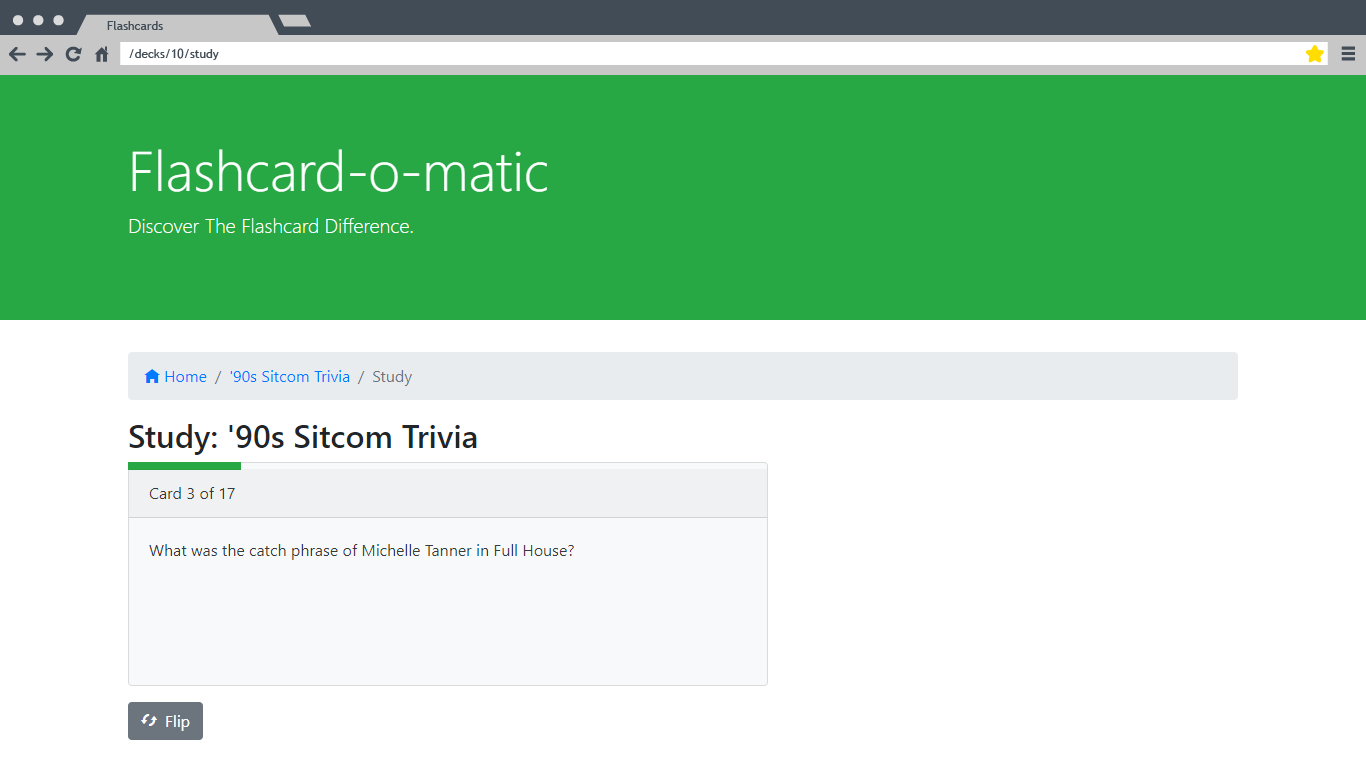 Flashcards
/decks/10/study
Flashcard-o-matic
Discover The Flashcard Difference.
Home / '90s Sitcom Trivia / Study
Study: '90s Sitcom Trivia
Card 3 of 17
What was the catch phrase of Michelle Tanner in Full House?
Flip